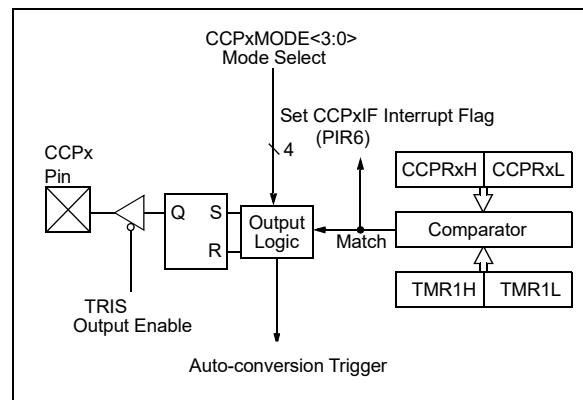 CCPxMODE<3:0>
Mode Select
Set CCPxIF Interrupt Flag
(PIR6)
4
CCPx
Pin
CCPRxH
CCPRxL
Q
S
R
Output
Logic
Match
Comparator
TMR1H
TMR1L
TRIS
Output Enable
Auto-conversion Trigger